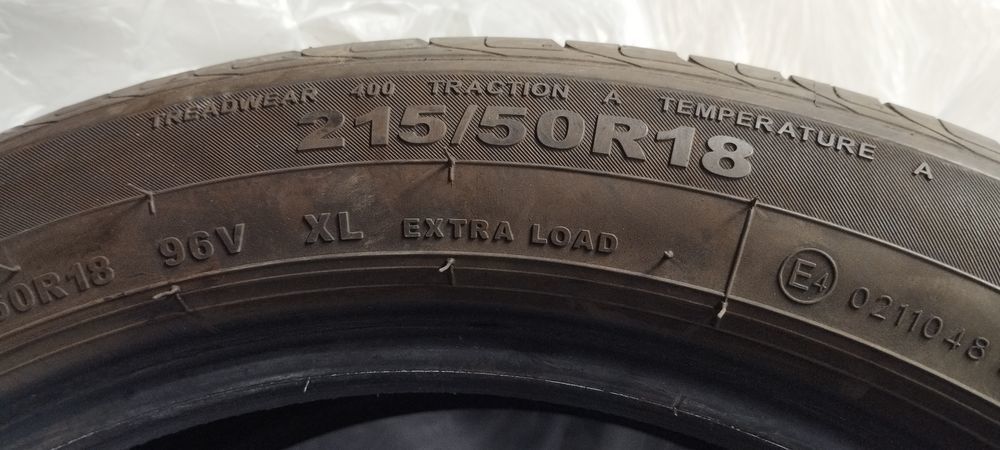 TREADWEAR 400 TRACTION A TEMPERATURE A
215/50R18
50R18 96V XL EXTRA LOAD
E4 0211048